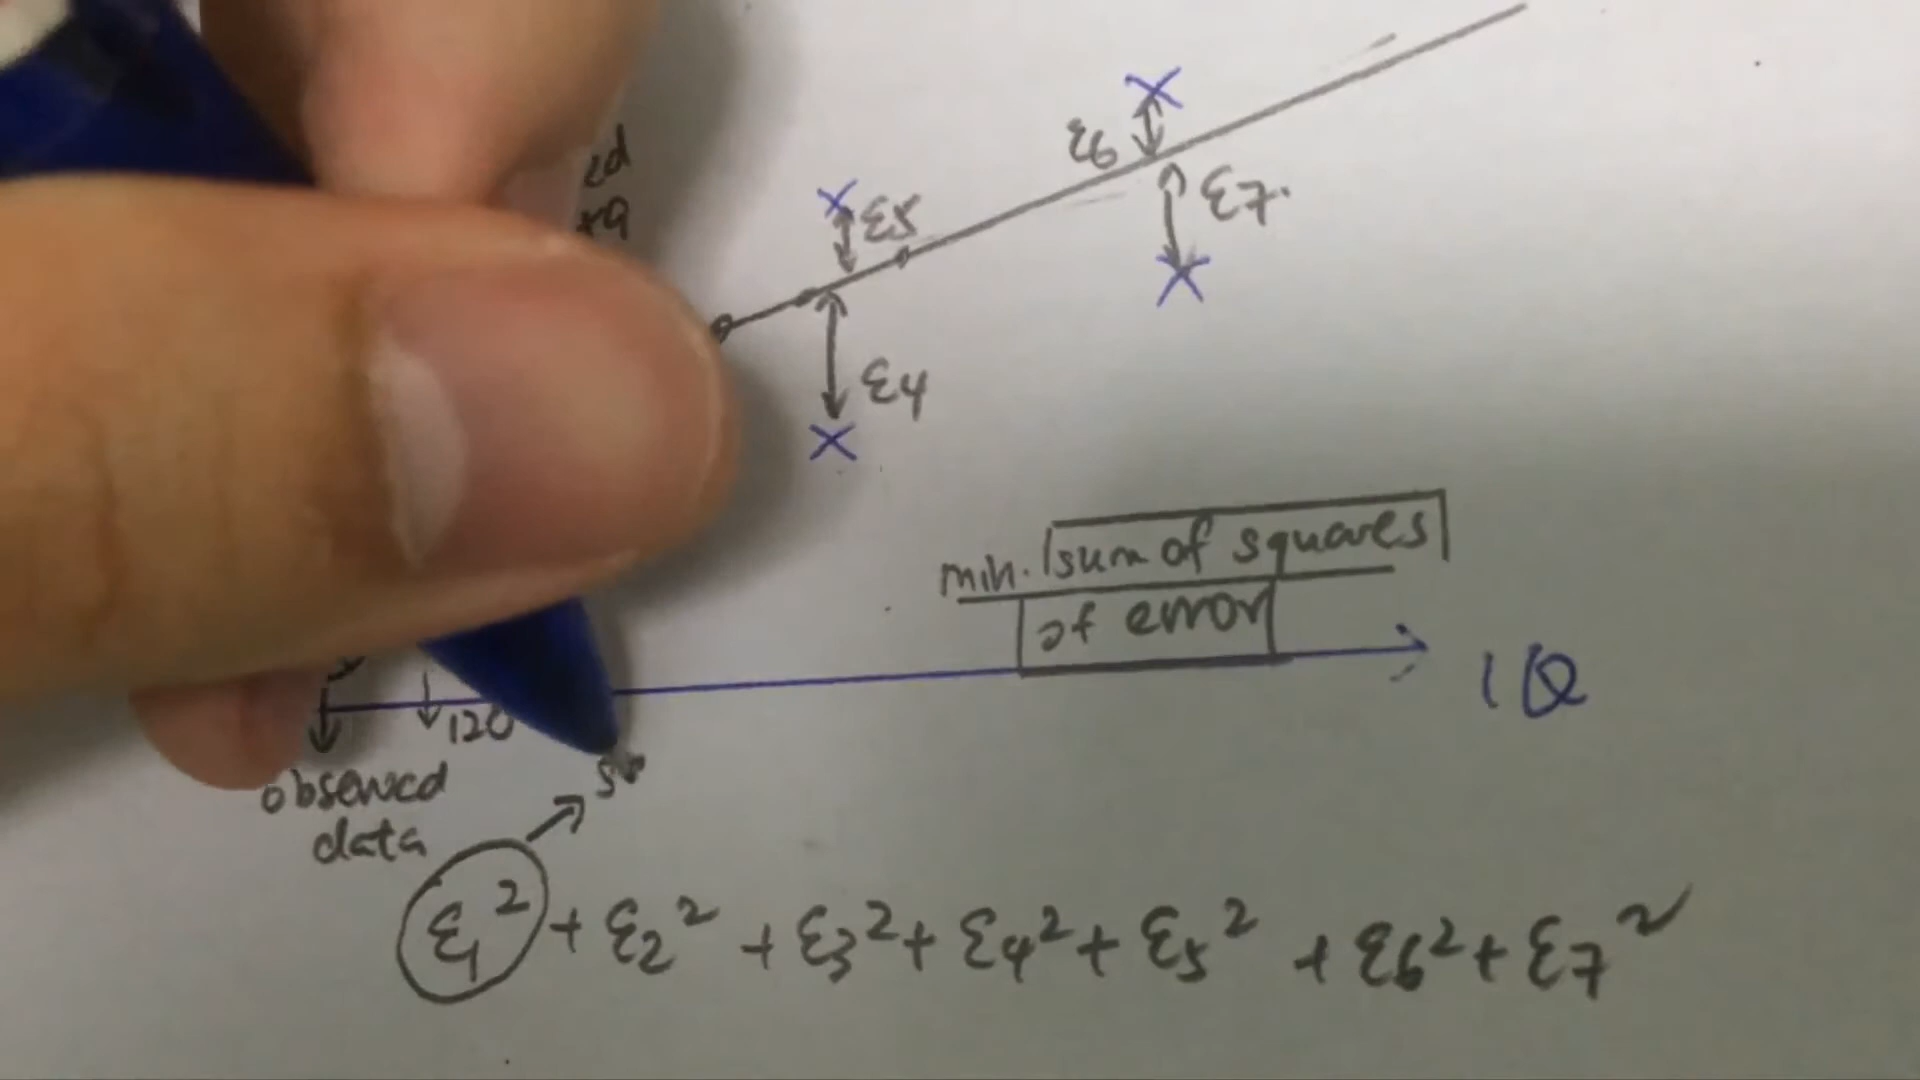 ε6
ε5
ε7.
ε4
min. sum of squares
of error
IQ
120
observed
data
ε1² + ε2² + ε3² + ε4² + ε5² + ε6² + ε7²